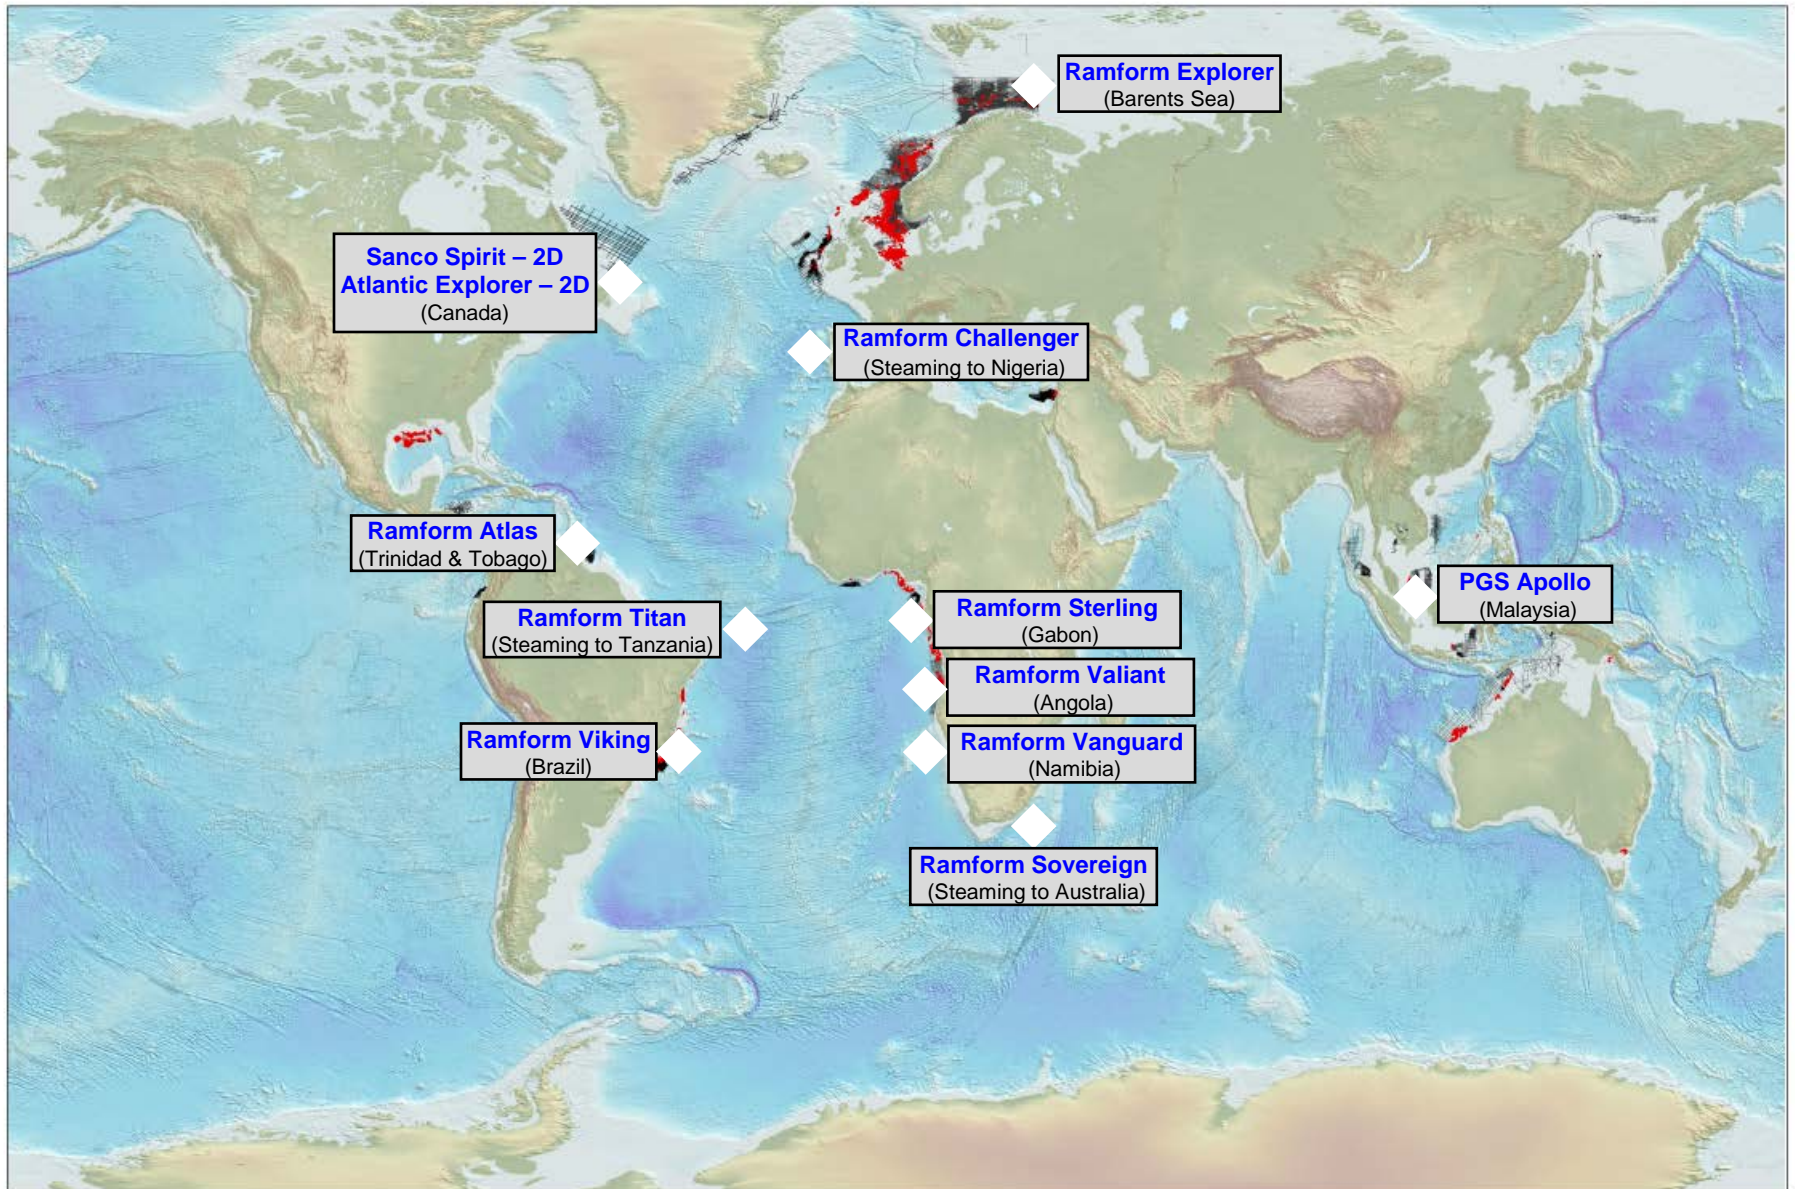 Ramform Explorer
(Barents Sea)
Sanco Spirit – 2D
Atlantic Explorer – 2D
(Canada)
Ramform Challenger
(Steaming to Nigeria)
Ramform Atlas
(Trinidad & Tobago)
PGS Apollo
(Malaysia)
Ramform Titan
(Steaming to Tanzania)
Ramform Sterling
(Gabon)
Ramform Valiant
(Angola)
Ramform Viking
(Brazil)
Ramform Vanguard
(Namibia)
Ramform Sovereign
(Steaming to Australia)